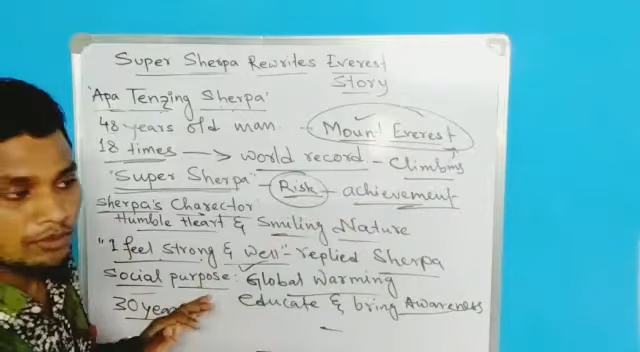 Super Sherpa Rewrites Everest
Story
'Apa Tenzing Sherpa'
48 years old man - Mount Everest
18 times -> world record - Climbing
'Super Sherpa' - Risk - achievement
Sherpa's Charector
Humble Heart & Smiling Nature
"I feel strong & well" - replied Sherpa
Social purpose: Global Warming
30 educate & bring Awareness